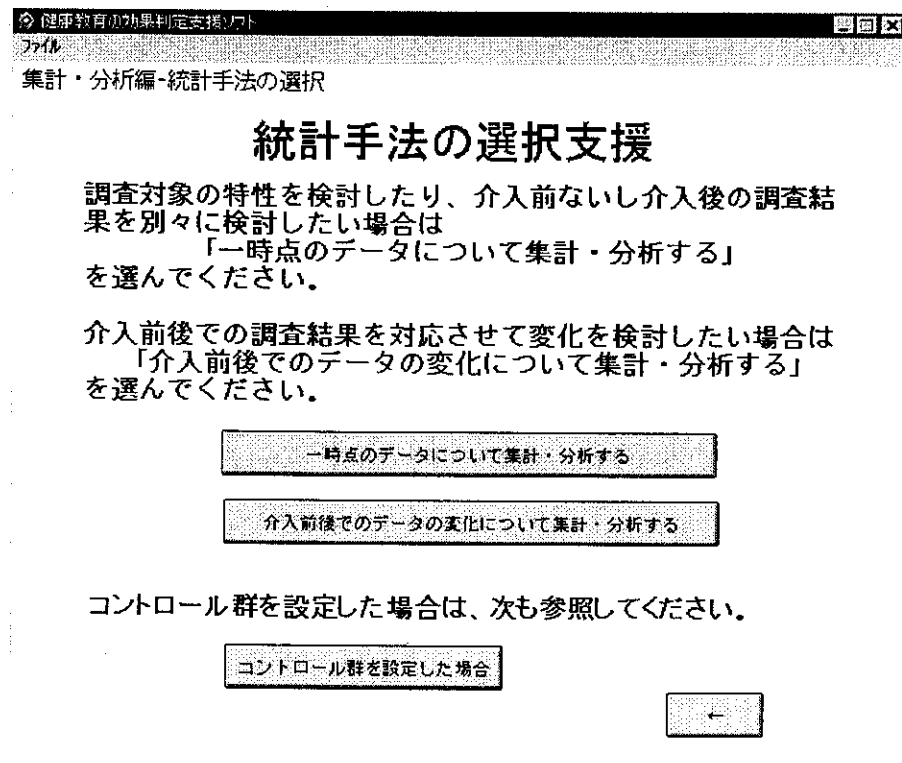 健康教育の効果判定支援ソフト
ファイル
集計・分析編-統計手法の選択
統計手法の選択支援
調査対象の特性を検討したり、介入前ないし介入後の調査結
果を別々に検討したい場合は
「一時点のデータについて集計・分析する」
を選んでください.
介入前後での調査結果を対応させて変化を検討したい場合は
「介入前後でのデータの変化について集計・分析する」
を選んでください.
一時点のデータについて集計・分析する
介入前後でのデータの変化について集計・分析する
コントロール群を設定した場合は、次も参照してください.
コントロール群を設定した場合
←